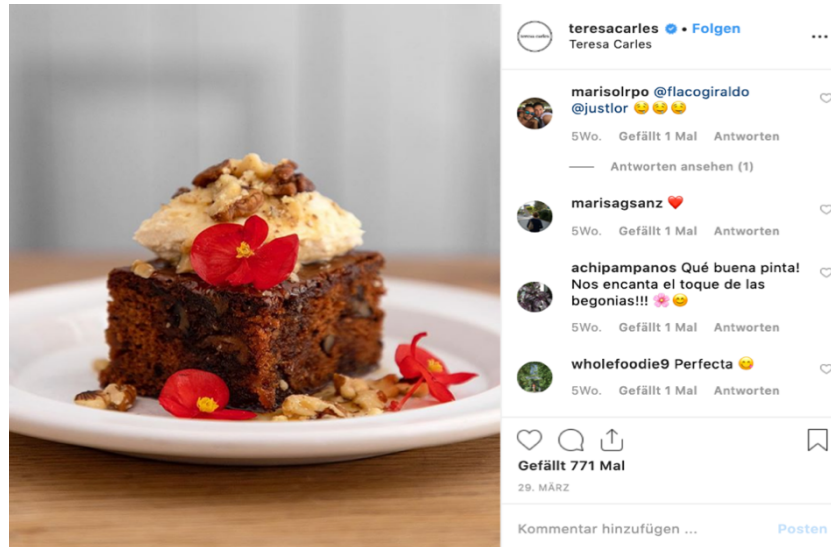 teresacarles • Folgen
Teresa Carles
marisolrpo @flacogiraldo
@justlor 😏😏😏
5Wo. Gefällt 1 Mal Antworten
Antworten ansehen (1)
marisagsanz ❤️
5Wo. Gefällt 1 Mal Antworten
achipampanos Qué buena pinta!
Nos encanta el toque de las
begonias!!! 🌸😊
5Wo. Gefällt 1 Mal Antworten
wholefoodie9 Perfecta 😋
5Wo. Gefällt 1 Mal Antworten
Gefällt 771 Mal
29. MÄRZ
Kommentar hinzufügen ... Posten